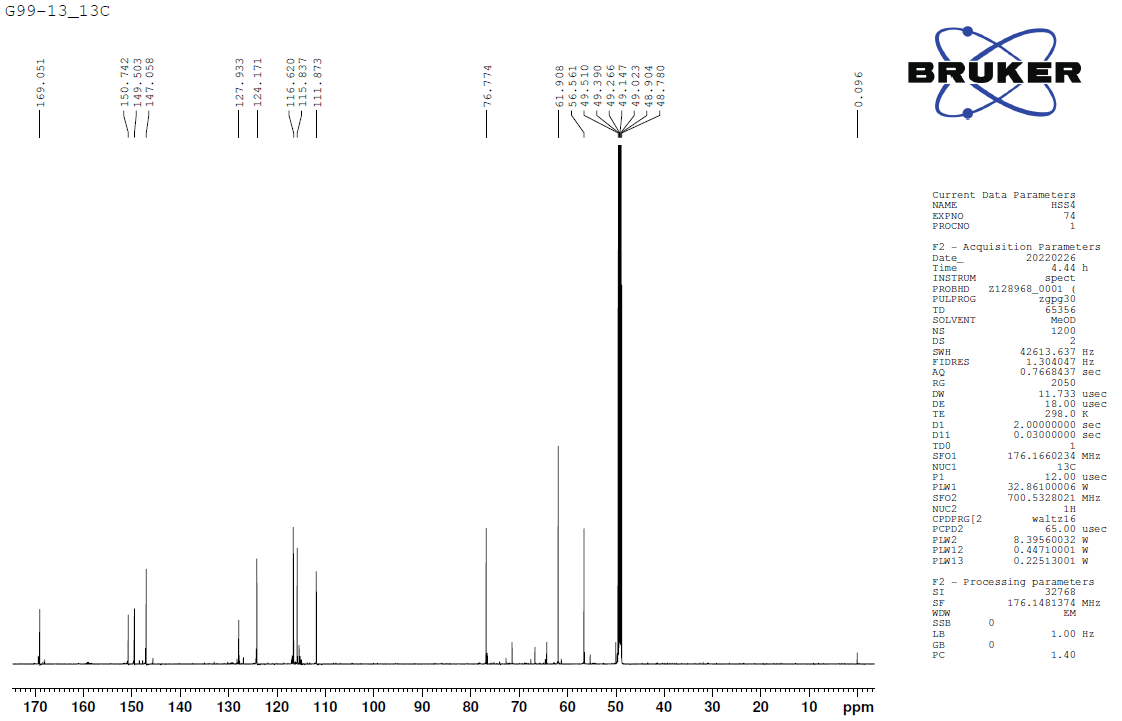 G99-13_13C
169.051
150.742
149.503
147.058
127.933
124.171
116.620
115.837
111.873
76.774
61.908
56.561
49.510
49.390
49.266
49.147
49.023
48.904
48.780
0.096
BRUKER
Current Data Parameters
NAME HSS4
EXPNO 74
PROCNO 1
F2 - Acquisition Parameters
Date_ 20220226
Time 4.44 h
INSTRUM spect
PROBHD Z128968_0001 (
PULPROG zgpg30
TD 65356
SOLVENT MeOD
NS 1200
DS 2
SWH 42613.637 Hz
FIDRES 1.304047 Hz
AQ 0.7668437 sec
RG 2050
DW 11.733 usec
DE 18.00 usec
TE 298.0 K
D1 2.00000000 sec
D11 0.03000000 sec
TD0 1
SFO1 176.1660234 MHz
NUC1 13C
P1 12.00 usec
PLW1 32.86100006 W
SFO2 700.5328021 MHz
NUC2 1H
CPDPRG[2 waltz16
PCPD2 65.00 usec
PLW2 8.39560032 W
PLW12 0.44710001 W
PLW13 0.22513001 W
F2 - Processing parameters
SI 32768
SF 176.1481374 MHz
WDW EM
SSB 0
LB 1.00 Hz
GB 0
PC 1.40
170 160 150 140 130 120 110 100 90 80 70 60 50 40 30 20 10 ppm